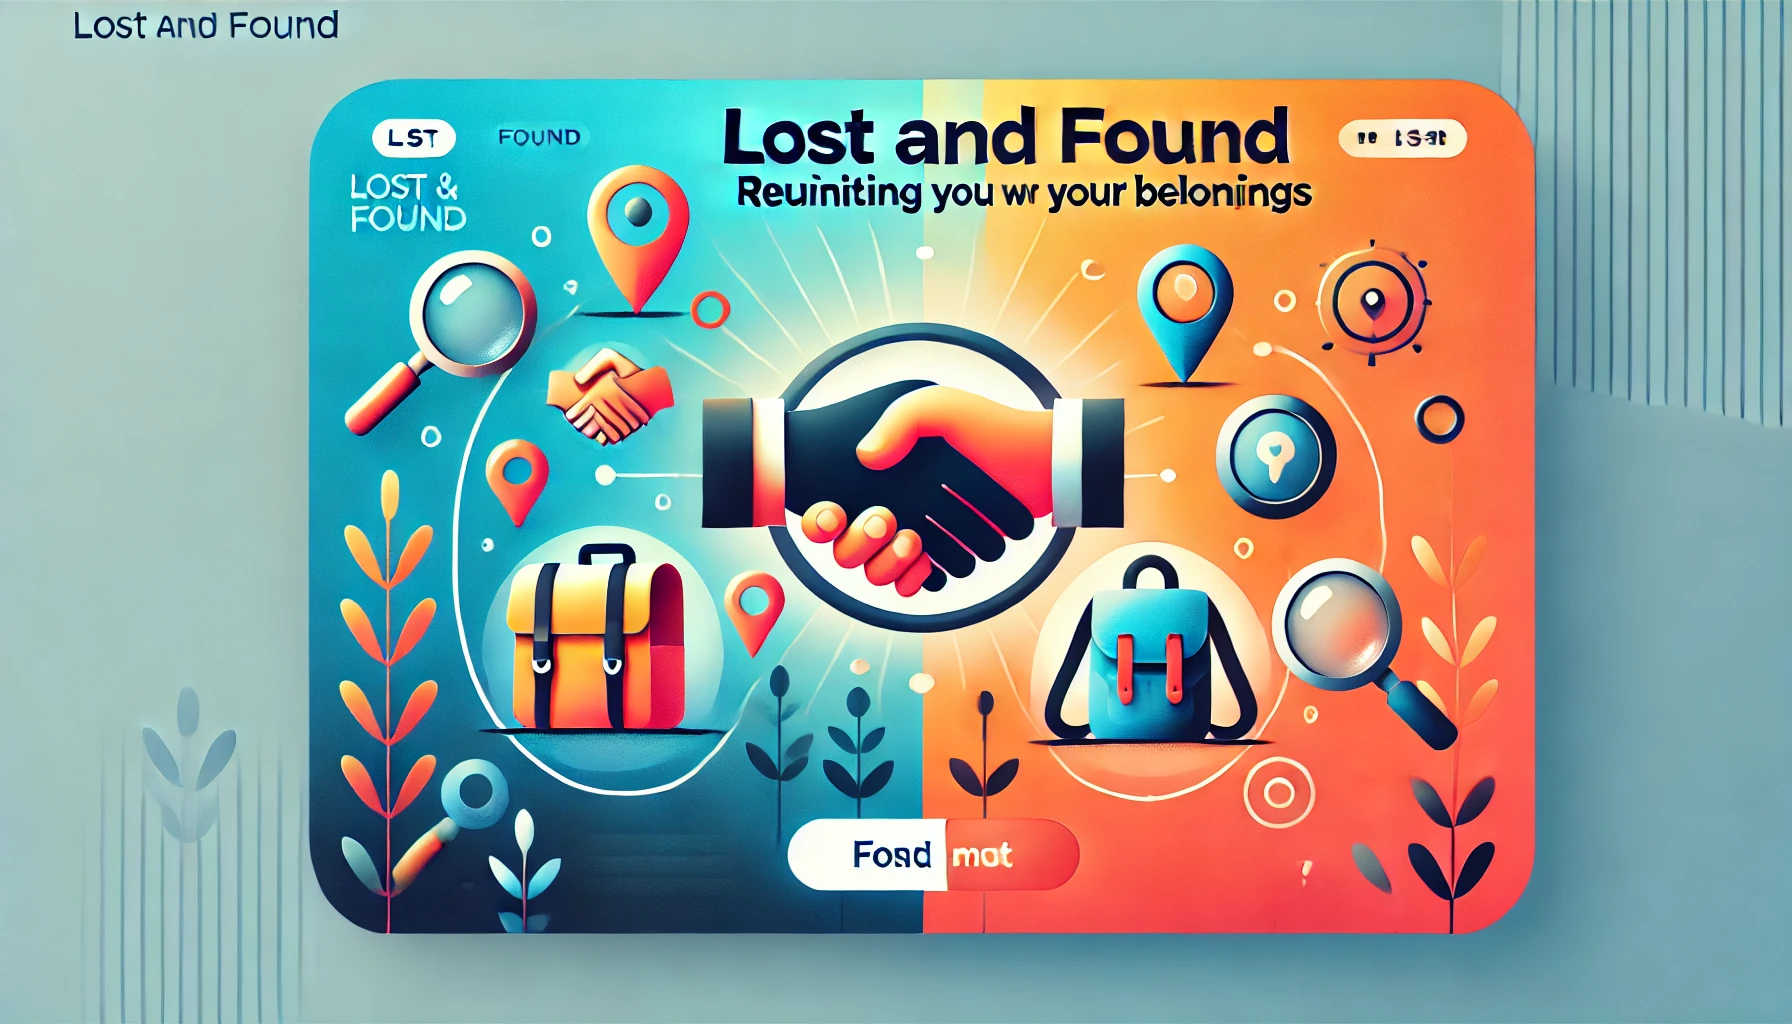 Lost And Found
LST
FOUND
LOST &
FOUND
Lost and Found
Reuiniting you wr your belonings
Fosd mot